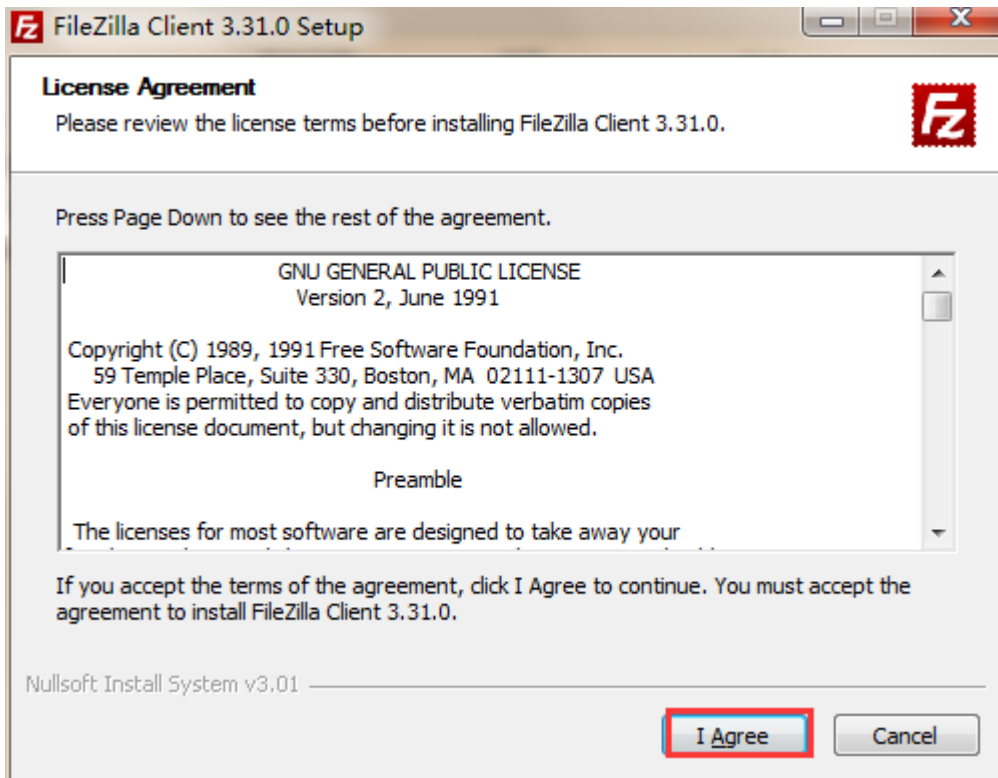 FileZilla Client 3.31.0 Setup
License Agreement
Please review the license terms before installing FileZilla Client 3.31.0.
Fz
Press Page Down to see the rest of the agreement.
GNU GENERAL PUBLIC LICENSE
Version 2, June 1991
Copyright (C) 1989, 1991 Free Software Foundation, Inc.
59 Temple Place, Suite 330, Boston, MA  02111-1307  USA
Everyone is permitted to copy and distribute verbatim copies
of this license document, but changing it is not allowed.
Preamble
The licenses for most software are designed to take away your
If you accept the terms of the agreement, click I Agree to continue. You must accept the
agreement to install FileZilla Client 3.31.0.
Nullsoft Install System v3.01
I Agree
Cancel